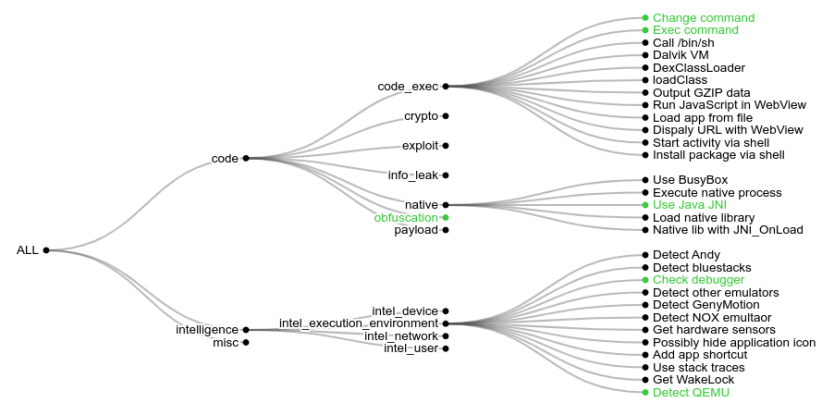 Change command
Exec command
Call /bin/sh
Dalvik VM
DexClassLoader
loadClass
code_exec
Output GZIP data
Run JavaScript in WebView
crypto
Load app from file
Dispaly URL with WebView
exploit
Start activity via shell
code
Install package via shell
info_leak
Use BusyBox
Execute native process
native
Use Java JNI
obfuscation
Load native library
payload
Native lib with JNI_OnLoad
ALL
Detect Andy
Detect bluestacks
Check debugger
Detect other emulators
intel_device
Detect GenyMotion
intel_execution_environment
Detect NOX emultaor
intelligence
Get hardware sensors
intel_network
misc
Possibly hide application icon
intel_user
Add app shortcut
Use stack traces
Get WakeLock
Detect QEMU